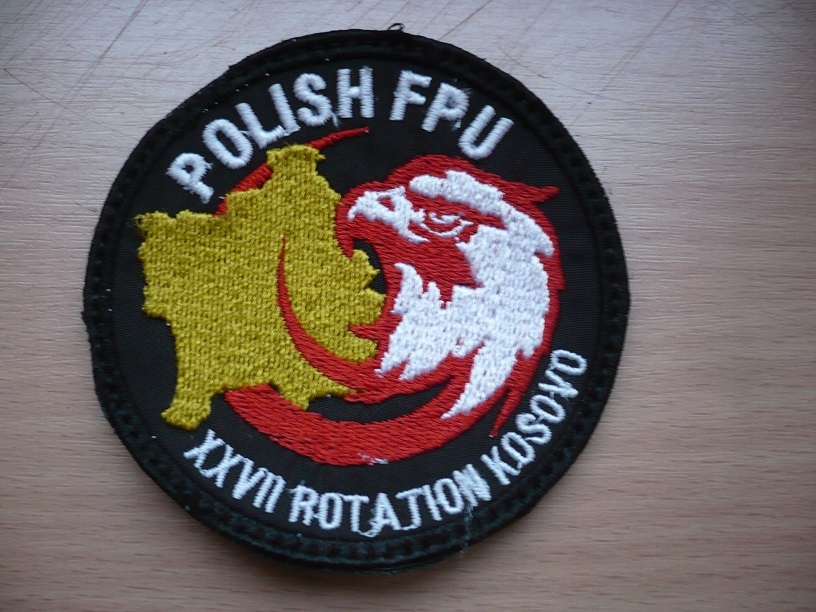 POLISH FPU
XXVII ROTATION KOSOVO